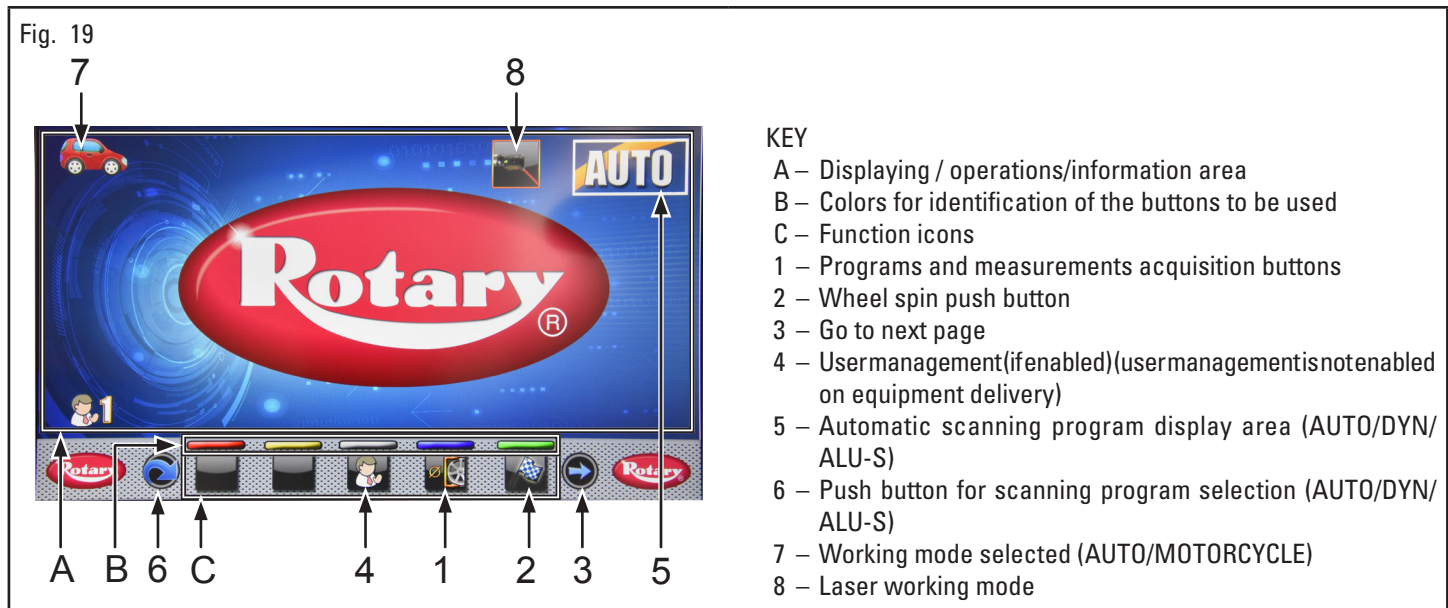 Fig. 19
7
8
AUTO
Rotary
®
1
Rotary
Rotary
A B 6 C 4 1 2 3 5
KEY
A – Displaying / operations/information area
B – Colors for identification of the buttons to be used
C – Function icons
1 – Programs and measurements acquisition buttons
2 – Wheel spin push button
3 – Go to next page
4 – Usermanagement(ifenabled)(usermanagementisnotenabled
on equipment delivery)
5 – Automatic scanning program display area (AUTO/DYN/
ALU-S)
6 – Push button for scanning program selection (AUTO/DYN/
ALU-S)
7 – Working mode selected (AUTO/MOTORCYCLE)
8 – Laser working mode